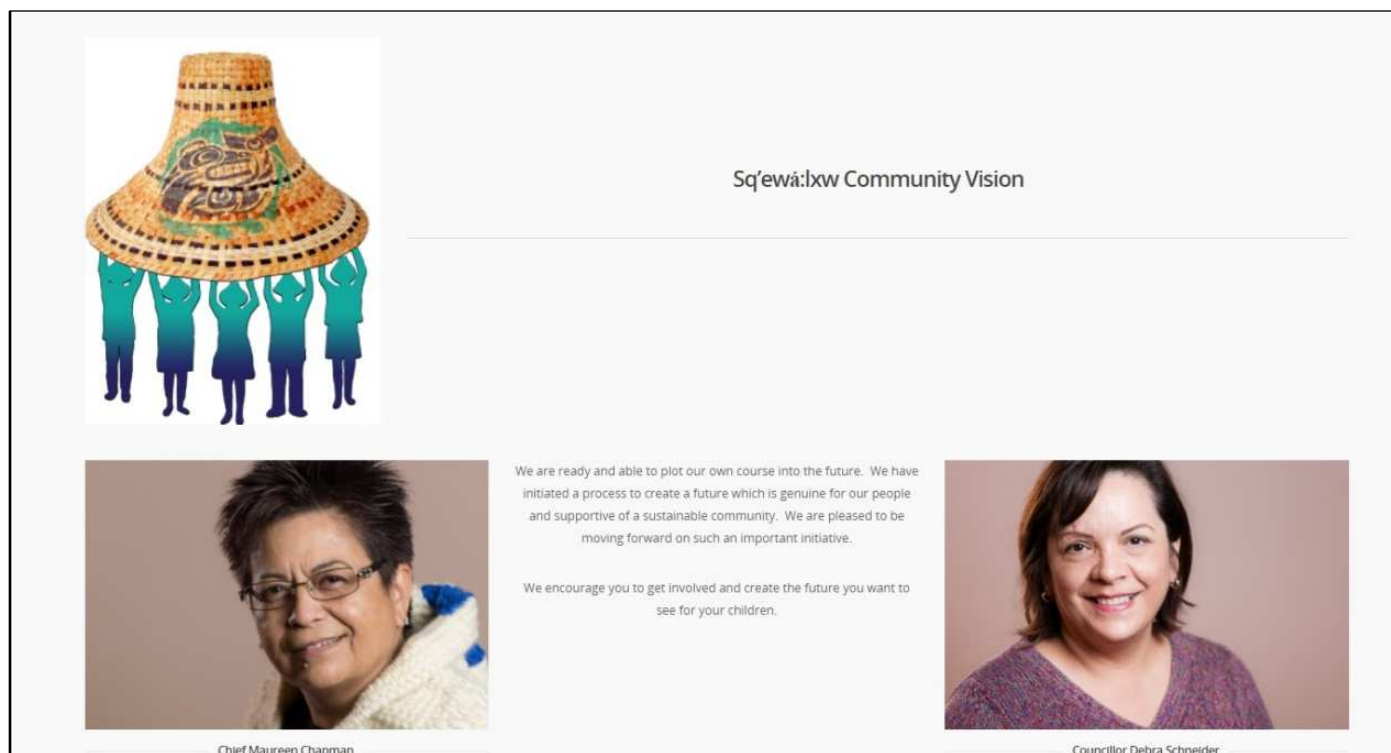 Sq’ewá:lxw Community Vision
We are ready and able to plot our own course into the future.  We have
initiated a process to create a future which is genuine for our people
and supportive of a sustainable community.  We are pleased to be
moving forward on such an important initiative.
We encourage you to get involved and create the future you want to
see for your children.
Chief Maureen Chapman
Councillor Debra Schneider